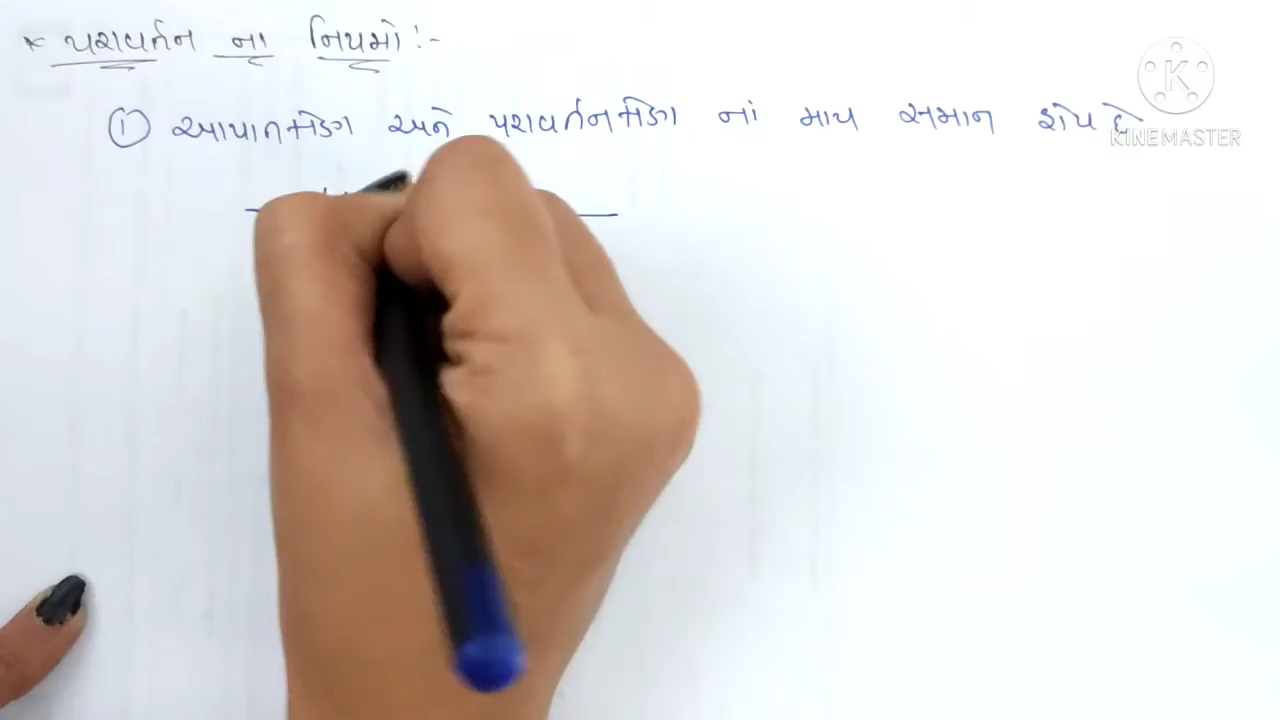 * પરાવર્તન ના નિયમો :-
① આપાતકોણ અને પરાવર્તનકોણ નાં માપ સમાન હોય છે
K
KINEMASTER